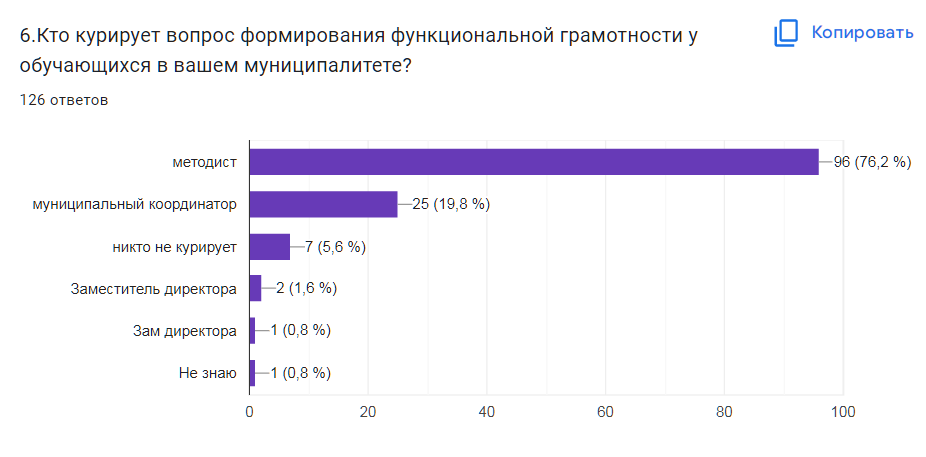 6.Кто курирует вопрос формирования функциональной грамотности у
обучающихся в вашем муниципалитете?
Копировать
126 ответов
методист
96 (76,2 %)
муниципальный координатор
25 (19,8 %)
никто не курирует
7 (5,6 %)
Заместитель директора
2 (1,6 %)
Зам директора
1 (0,8 %)
Не знаю
1 (0,8 %)
0 20 40 60 80 100